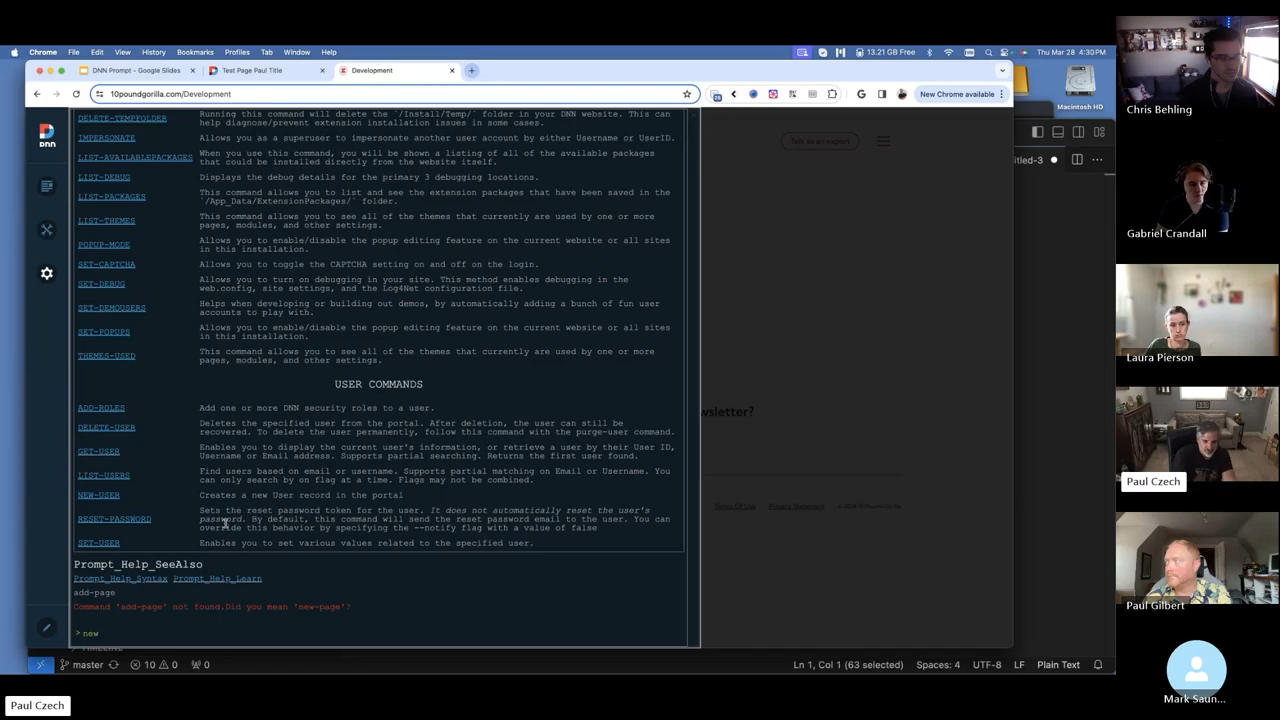 Chrome File Edit View History Bookmarks Profiles Tab Window Help 13.21 GB Free Thu Mar 28 4:30 PM
DNN Prompt - Google Slides Test Page Paul Title Development
10poundgorilla.com/Development New Chrome available
Macintosh HD
DNN
Talk as an expert
ntitled-3
DELETE-TEMPFOLDER Running this command will delete the `/Install/Temp/` folder in your DNN website. This can
help diagnose/prevent extension installation issues in some cases.
IMPERSONATE Allows you as a superuser to impersonate another user account by either Username or UserID.
LIST-AVAILABLEPACKAGES When you use this command, you will be shown a listing of all of the available packages
that could be installed directly from the website itself.
LIST-DEBUG Displays the debug details for the primary 3 debugging locations.
LIST-PACKAGES This command allows you to list and see the extension packages that have been saved in the
`/App_Data/ExtensionPackages/` folder.
LIST-THEMES This command allows you to see all of the themes that currently are used by one or more
pages, modules, and other settings.
POPUP-MODE Allows you to enable/disable the popup editing feature on the current website or all sites
in this installation.
SET-CAPTCHA Allows you to toggle the CAPTCHA setting on and off on the login.
SET-DEBUG Allows you to turn on debugging in your site. This method enables debugging in the
web.config, site settings, and the Log4Net configuration file.
SET-DEMOUSERS Helps when developing or building out demos, by automatically adding a bunch of fun user
accounts to play with.
SET-POPUPS Allows you to enable/disable the popup editing feature on the current website or all sites
in this installation.
THEMES-USED This command allows you to see all of the themes that currently are used by one or more
pages, modules, and other settings.
USER COMMANDS
ADD-ROLES Add one or more DNN security roles to a user.
DELETE-USER Deletes the specified user from the portal. After deletion, the user can still be
recovered. To delete the user permanently, follow this command with the purge-user command.
GET-USER Enables you to display the current user's information, or retrieve a user by their User ID,
Username or Email address. Supports partial searching. Returns the first user found.
LIST-USERS Find users based on email or username. Supports partial matching on Email or Username. You
can only search by on flag at a time. Flags may not be combined.
NEW-USER Creates a new User record in the portal
RESET-PASSWORD Sets the reset password token for the user. It does not automatically reset the user's
password. By default, this command will send the reset password email to the user. You can
override this behavior by specifying the --notify flag with a value of false
SET-USER Enables you to set various values related to the specified user.
Prompt_Help_SeeAlso
Prompt_Help_Syntax Prompt_Help_Learn
add-page
Command 'add-page' not found.Did you mean 'new-page'?
> new
wsletter?
Terms Of Use Privacy Statement
TIMELINE
master 10 0 0 Ln 1, Col 1 (63 selected) Spaces: 4 UTF-8 LF Plain Text
Chris Behling
Gabriel Crandall
Laura Pierson
Paul Czech
Paul Gilbert
Mark Saun...
Paul Czech